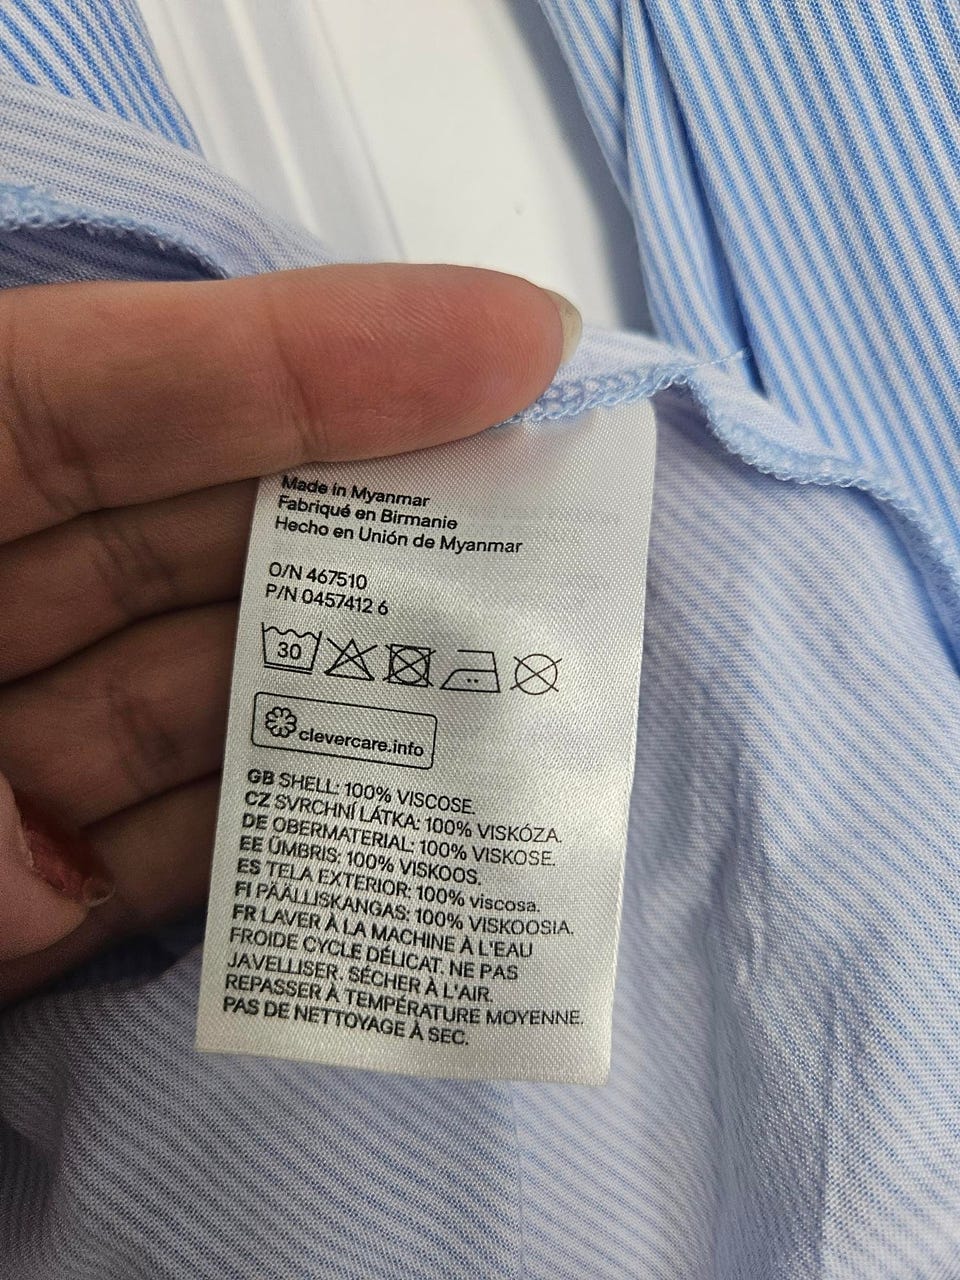 Made in Myanmar
Fabriqué en Birmanie
Hecho en Unión de Myanmar
O/N 467510
P/N 0457412 6
30
clevercare.info
GB SHELL: 100% VISCOSE.
CZ SVRCHNÍ LÁTKA: 100% VISKÓZA.
DE OBERMATERIAL: 100% VISKOSE.
EE ÜMBRIS: 100% VISKOOS.
ES TELA EXTERIOR: 100% viscosa.
FI PÄÄLLISKANGAS: 100% VISKOOSIA.
FR LAVER À LA MACHINE À L'EAU
FROIDE CYCLE DÉLICAT. NE PAS
JAVELLISER. SÉCHER À L'AIR.
REPASSER À TEMPÉRATURE MOYENNE.
PAS DE NETTOYAGE À SEC.